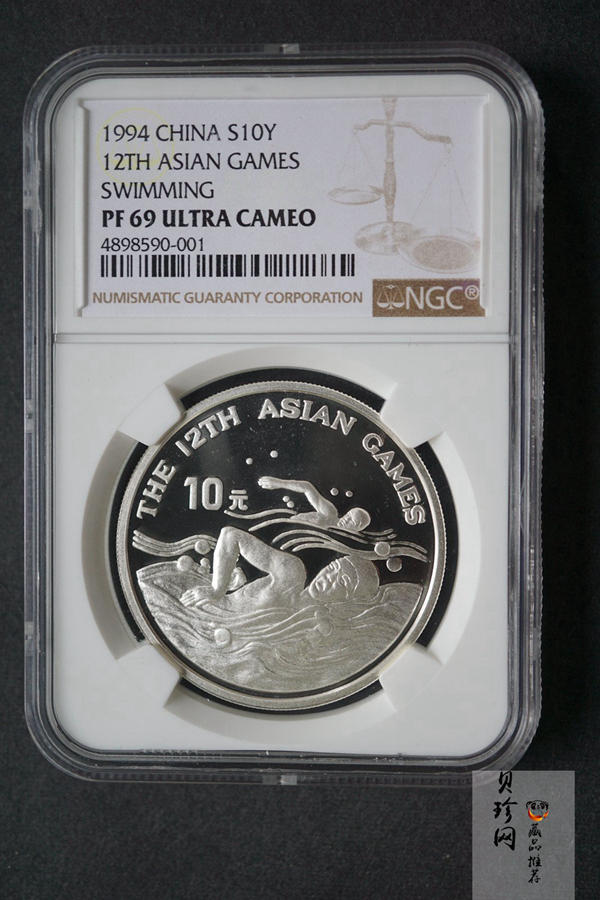 1994 CHINA S10Y
12TH ASIAN GAMES
SWIMMING
PF 69 ULTRA CAMEO
4898590-001
NUMISMATIC GUARANTY CORPORATION
NGC®
THE 12TH ASIAN GAMES
10元
贝珍网
藏品推荐